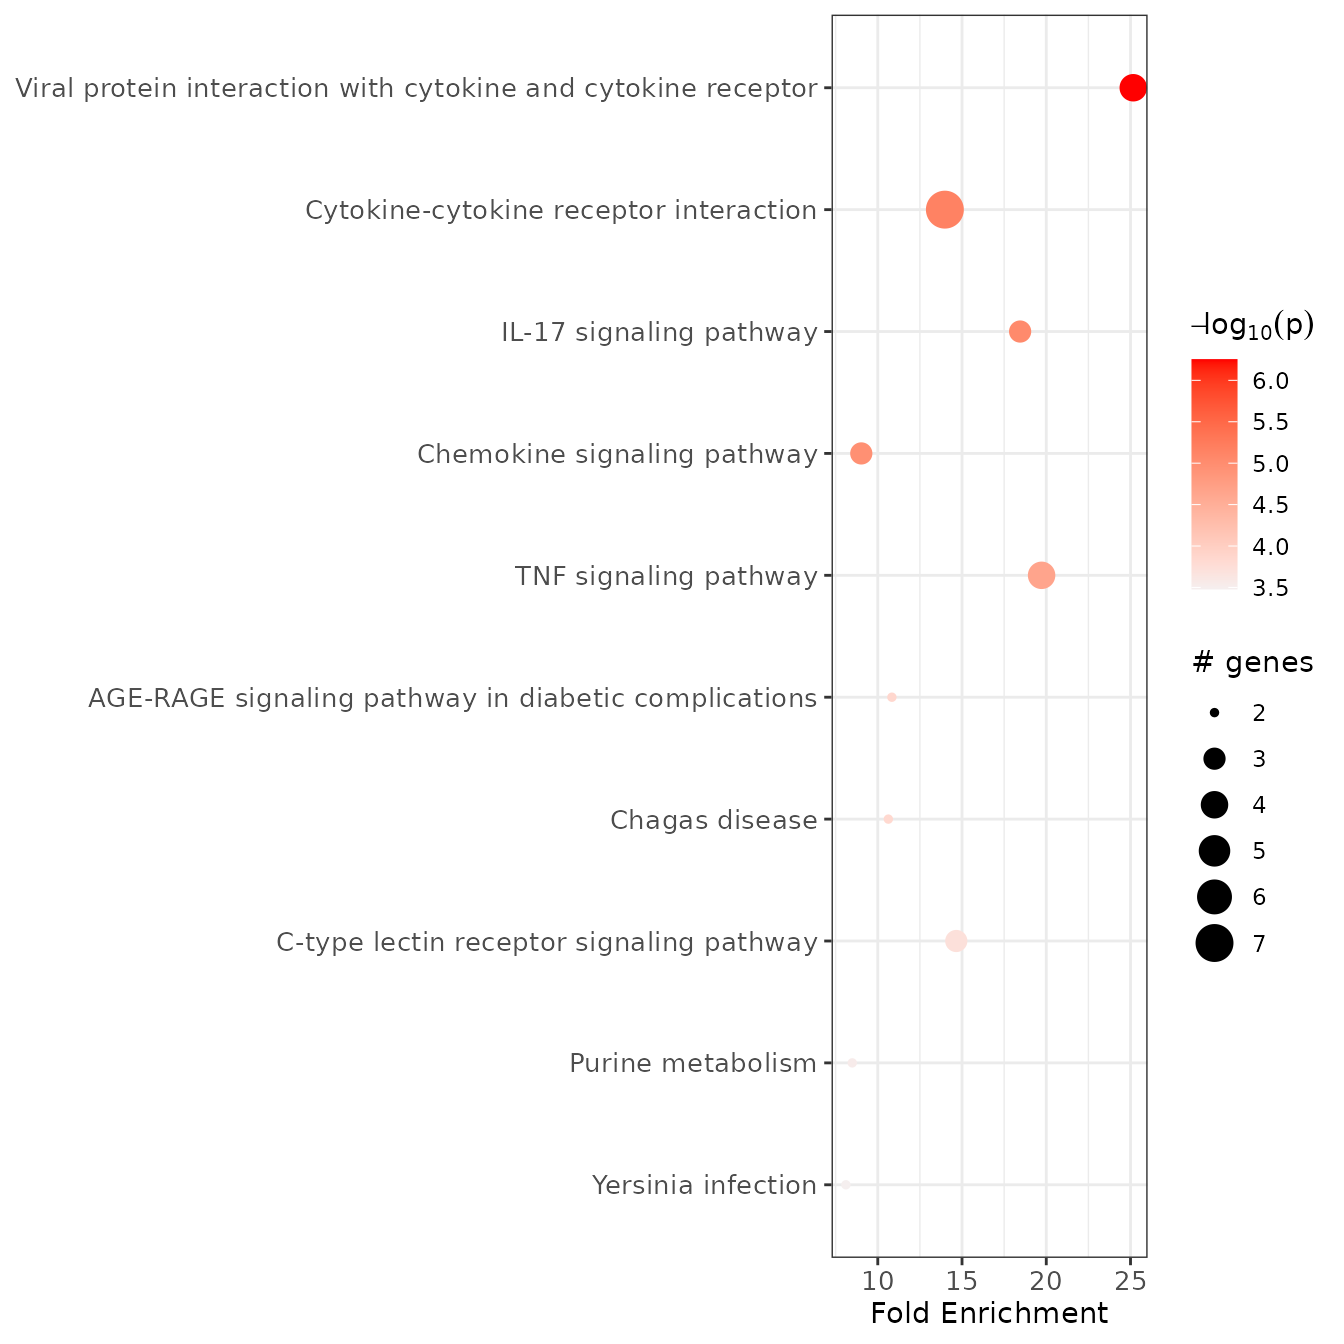 Viral protein interaction with cytokine and cytokine receptor
Cytokine-cytokine receptor interaction
IL-17 signaling pathway
Chemokine signaling pathway
TNF signaling pathway
AGE-RAGE signaling pathway in diabetic complications
Chagas disease
C-type lectin receptor signaling pathway
Purine metabolism
Yersinia infection
10 15 20 25
Fold Enrichment
−log₁₀(p)
6.0
5.5
5.0
4.5
4.0
3.5
# genes
2
3
4
5
6
7